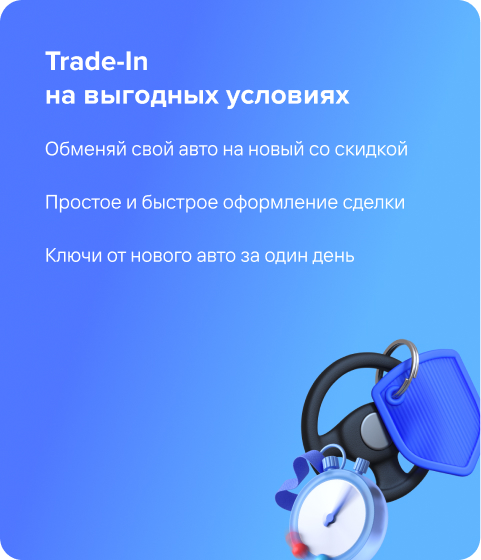 Trade-In
на выгодных условиях
Обменяй свой авто на новый со скидкой
Простое и быстрое оформление сделки
Ключи от нового авто за один день